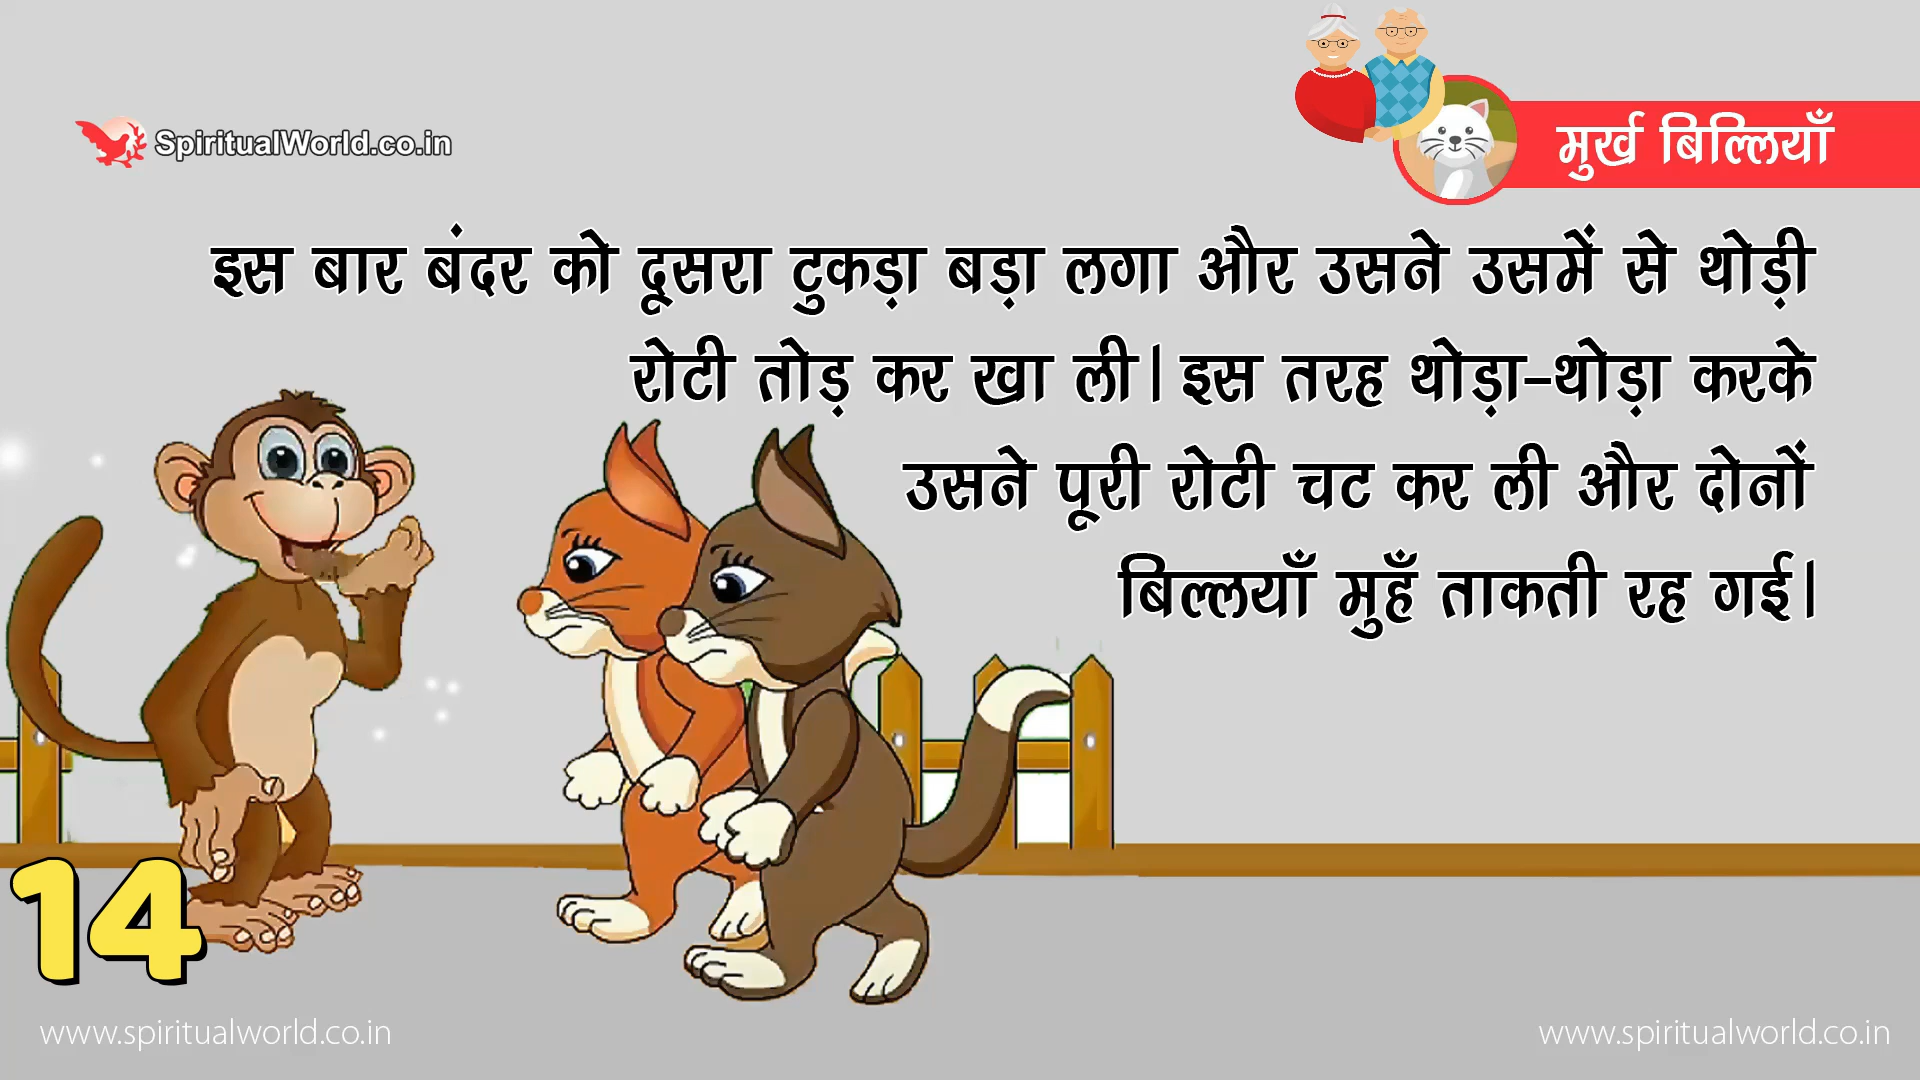 SpiritualWorld.co.in
मुर्ख बिल्लियाँ
इस बार बंदर को दूसरा टुकड़ा बड़ा लगा और उसने उसमें से थोड़ी
रोटी तोड़ कर खा ली। इस तरह थोड़ा-थोड़ा करके
उसने पूरी रोटी चट कर ली और दोनों
बिल्लियाँ मुहँ ताकती रह गई।
14
www.spiritualworld.co.in
www.spiritualworld.co.in